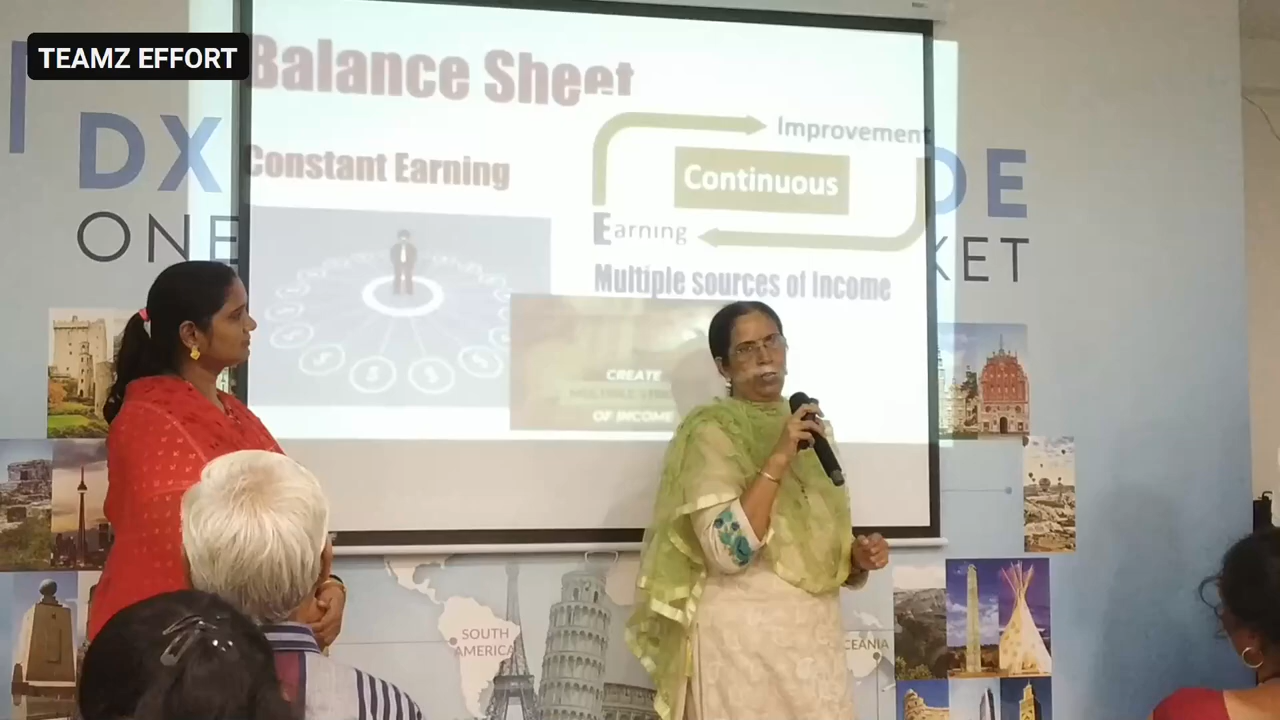 TEAMZ EFFORT
Balance Sheet
Constant Earning
Improvement
Continuous
Earning
Multiple sources of Income
CREATE
OF INCOME
DX
DE
ONE
KET
SOUTH
AMERICA